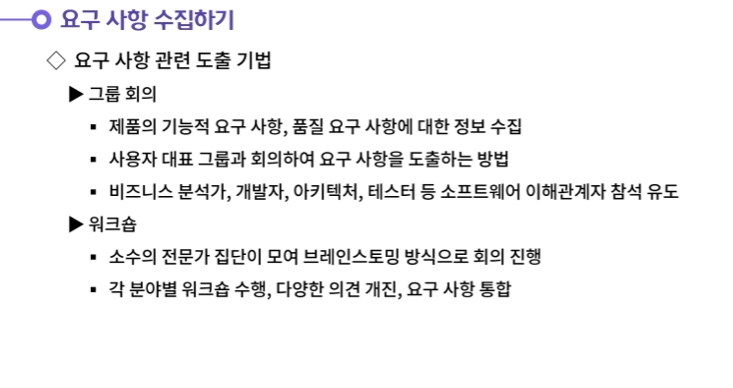 요구 사항 수집하기
◇ 요구 사항 관련 도출 기법
▶ 그룹 회의
▪ 제품의 기능적 요구 사항, 품질 요구 사항에 대한 정보 수집
▪ 사용자 대표 그룹과 회의하여 요구 사항을 도출하는 방법
▪ 비즈니스 분석가, 개발자, 아키텍처, 테스터 등 소프트웨어 이해관계자 참석 유도
▶ 워크숍
▪ 소수의 전문가 집단이 모여 브레인스토밍 방식으로 회의 진행
▪ 각 분야별 워크숍 수행, 다양한 의견 개진, 요구 사항 통합